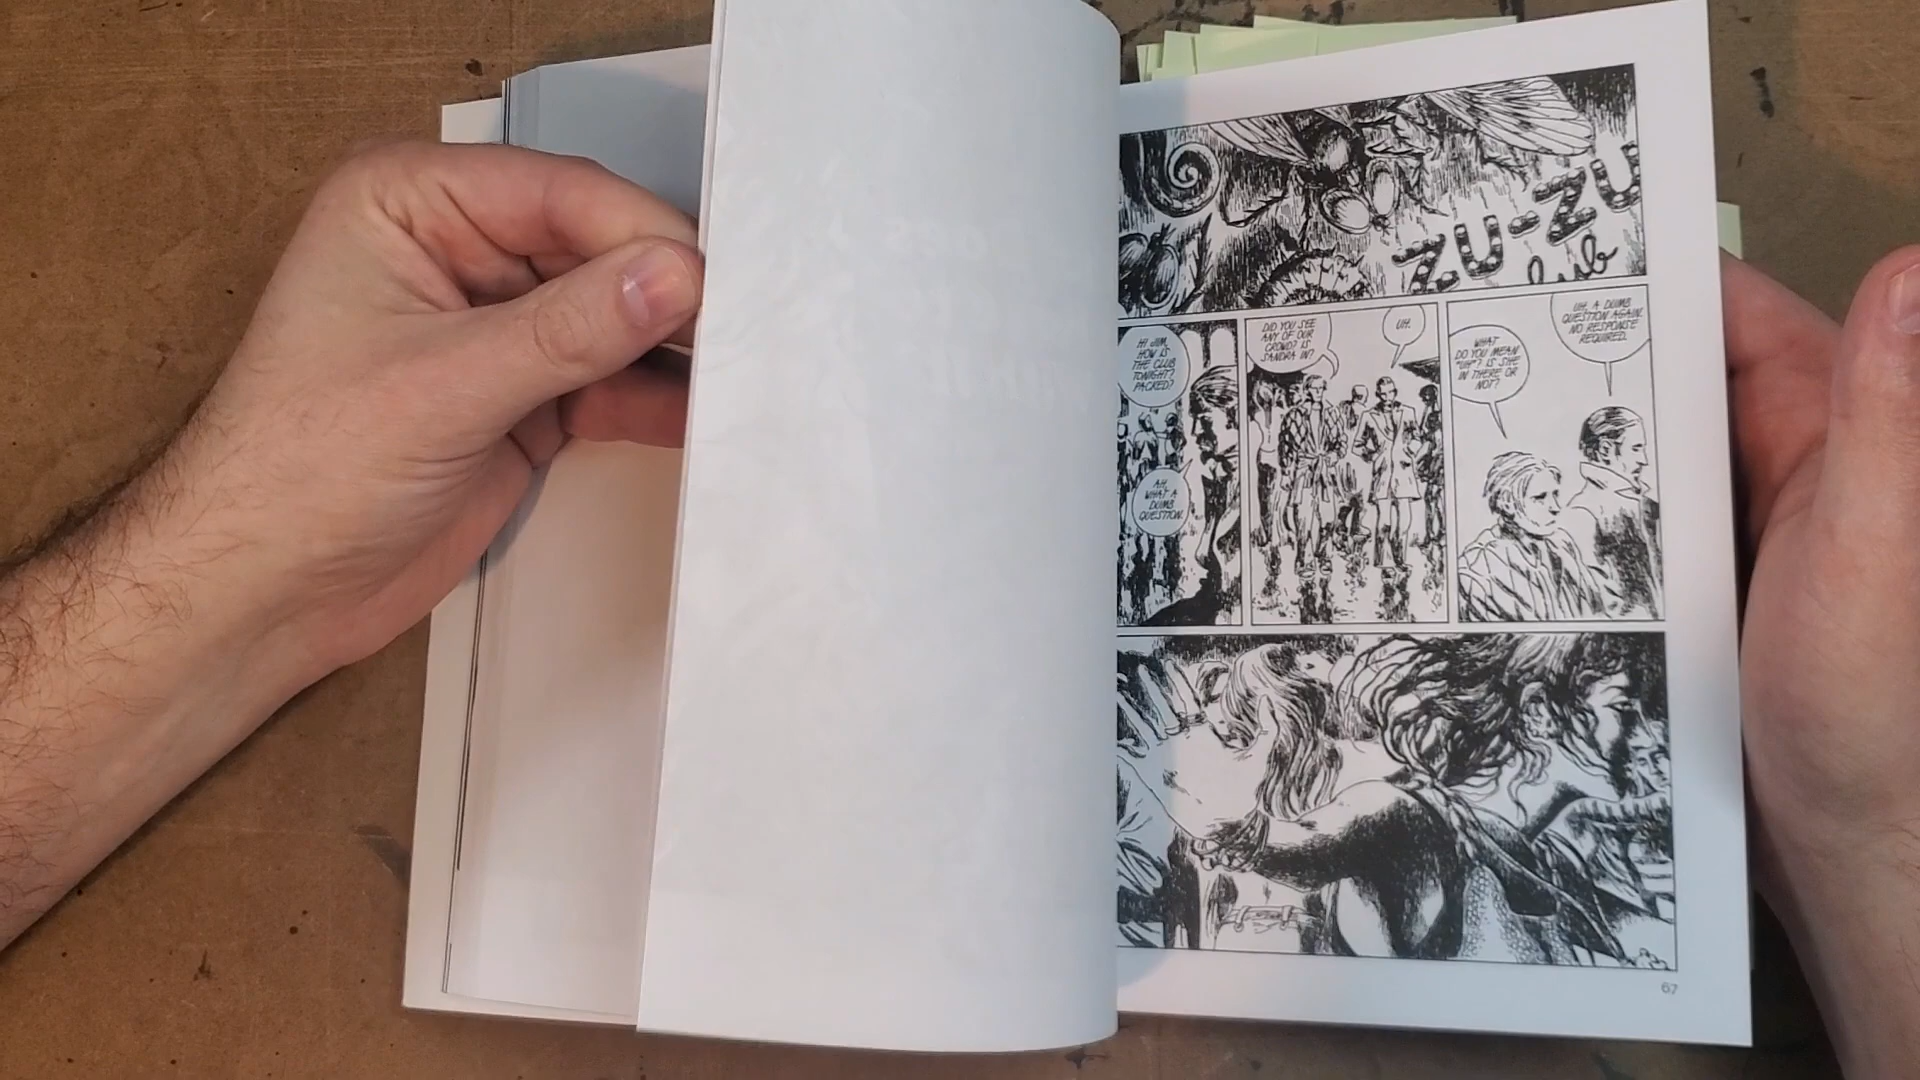 ZU-ZU
club
HI JIM,
HOW IS
THE CLUB
TONIGHT?
PACKED?
AH,
WHAT A
DUMB
QUESTION.
DID YOU SEE
ANY OF OUR
CROWD? IS
SANDRA IN?
UH.
WHAT
DO YOU MEAN
"UH"? IS SHE
IN THERE OR
NOT?
UH. A DUMB
QUESTION AGAIN.
NO RESPONSE
REQUIRED.
67